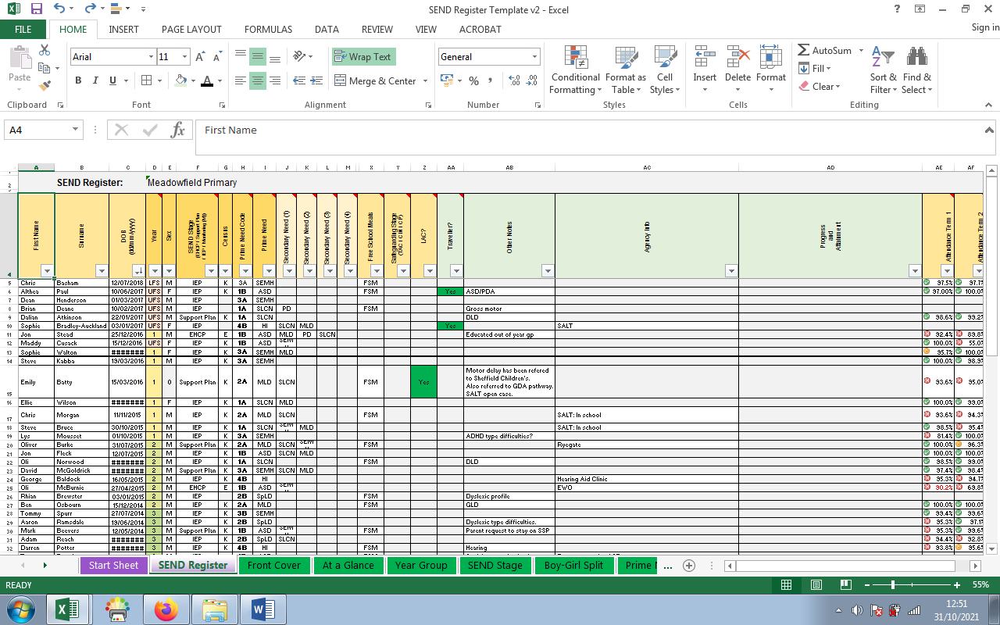 SEND Register Template v2 - Excel
Sign in
FILE HOME INSERT PAGE LAYOUT FORMULAS DATA REVIEW VIEW ACROBAT
Paste
Arial 11
B I U
Wrap Text
Merge & Center
General
Conditional Formatting
Format as Table
Cell Styles
Insert Delete Format
AutoSum
Fill
Clear
Sort & Filter
Find & Select
Clipboard Font Alignment Number Styles Cells Editing
A4 fx First Name
A B C D E F G H I J K L M X Y Z AA AB AC AD AE AF
2 SEND Register: Meadowfield Primary
4 First Name Surname DOB (dd/mm/yyyy) Year Sex SEND Stage (EHCP / Support Plan / IEP / Monitoring (M)) Census Prime Need Code Prime Need Secondary Need (1) Secondary Need (2) Secondary Need (3) Secondary Need (4) Free School Meals Safeguarding Stage (TAC / CIN / CP) LAC? Traveller? Other Notes Agency Info Progress and Attainment Attendance Term 1 Attendance Term 2
5 Chris Basham 12/07/2018 LFS M IEP K 3A SEMH FSM 97.5% 97.7
6 Althea Paul 10/06/2017 UFS F IEP K 1B ASD FSM Yes ASD/PDA 97.00% 100.0
7 Dean Henderson 01/03/2017 UFS M IEP 3A SEMH
8 Brian Deane 10/02/2017 UFS M IEP 1A SLCN PD FSM Gross motor
9 Dalian Atkinson 22/01/2017 UFS M Support Plan K 1A SLCN DLD 98.6% 99.2
10 Sophie Bradley-Auckland 03/01/2017 UFS F IEP 4B HI SLCN MLD Yes SALT
11 Jon Stead 25/12/2016 1 M EHCP E 1B ASD MLD PD SLCN Educated out of year gp 92.4% 89.8
12 Maddy Cusack 15/12/2016 UFS F IEP K 1B ASD 100.0% 55.0
13 Sophie Walton ####### 1 F IEP K 3A SEMH MLD 95.7% 100.0
14 Steve Kabba 19/03/2016 1 M IEP K 3A SEMH 100.0% 98.9
15 Emily Batty 15/03/2016 1 0 Support Plan K 2A MLD SLCN FSM Yes Motor delay has been refered 93.6% 95.0
to Sheffield Children's.
Also referred to GDA pathway.
SALT open case.
16 Ellie Wilson ####### 1 F IEP K 1A SLCN MLD 100.0% 99.0
17 Chris Morgan 11/11/2015 1 M IEP K 2A MLD SLCN FSM SALT: In school 93.6% 94.3
18 Steve Bruce 30/10/2015 1 M IEP K 1A SLCN MLD SALT: In school 98.5% 95.4
19 Lys Mousset 01/10/2015 1 M IEP K 3A SEMH ADHD type difficulties? 81.4% 100.0
20 Oliver Burke 31/07/2015 2 M Support Plan K 2A MLD SLCN FSM Ryegate 100.0% 96.3
21 Jon Fleck 12/07/2015 2 M IEP K 1B ASD SLCN MLD 100.0% 99.0
22 Oli Norwood ####### 2 M IEP K 1A SLCN FSM DLD 98.5% 99.0
23 David McGoldrick ####### 2 M Support Plan K 3A SEMH SLCN MLD 97.4% 98.4
24 George Baldock 16/05/2015 2 M IEP K 4B HI Hearing Aid Clinic 95.3% 94.7
25 Oli McBurnie 27/04/2015 2 M EHCP E 1B ASD EWO 90.2% 69.8
26 Rhian Brewster 03/01/2015 2 M IEP 2B SpLD FSM Dyslexic profile
27 Ben Osbourn 15/12/2014 2 M IEP K 2A MLD FSM GLD 100.0% 100.0
28 Tommy Spurr 27/07/2014 3 M IEP K 3B SEMH 99.4% 99.6
29 Aaron Ramsdale 19/06/2014 3 M IEP K 2B SpLD Dyslexic type difficulties. 95.3% 97.1
30 Mark Beevers 12/05/2014 3 M Support Plan K 1B ASD Parent request to stay on SSP 95.3% 99.6
31 Adam Reach ####### 3 M IEP K 2B SpLD SLCN 94.4% 92.8
32 Darren Potter ####### 3 M IEP K 4B HI FSM Hearing 93.8% 95.6
Start Sheet SEND Register Front Cover At a Glance Year Group SEND Stage Boy-Girl Split Prime
READY 55%
12:51
31/10/2021